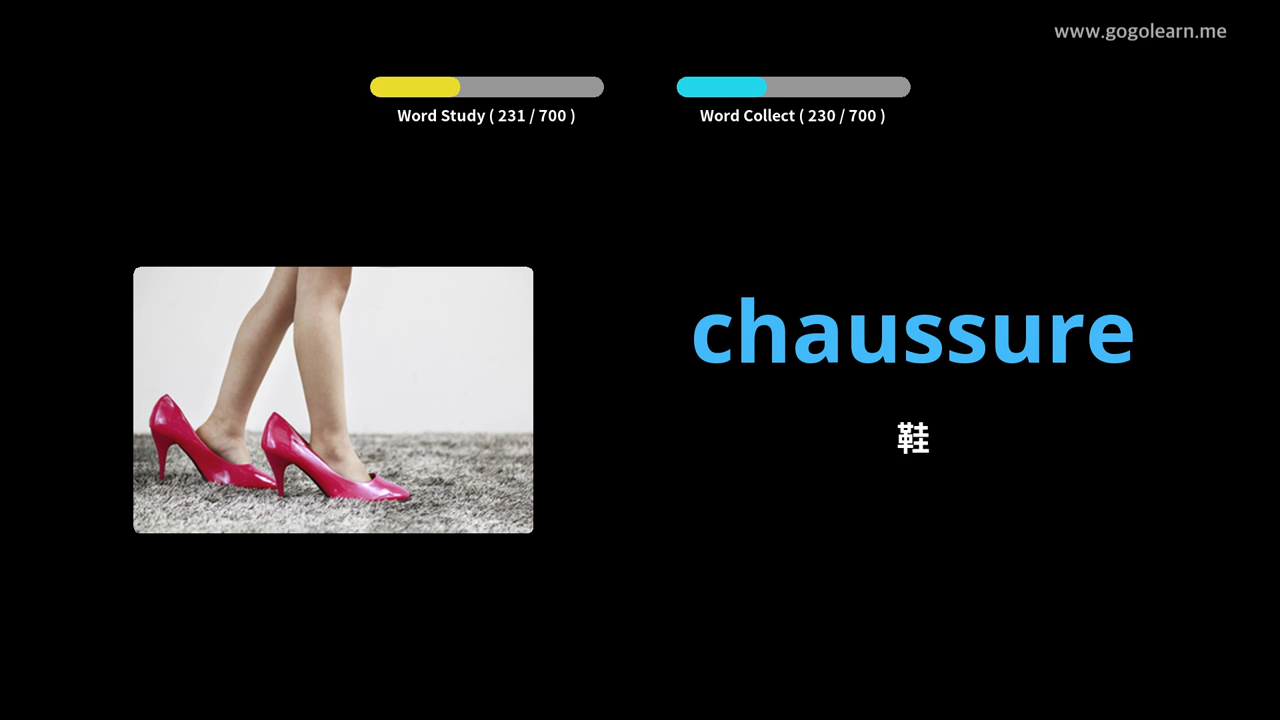 www.gogolearn.me
Word Study ( 231 / 700 )
Word Collect ( 230 / 700 )
chaussure
鞋